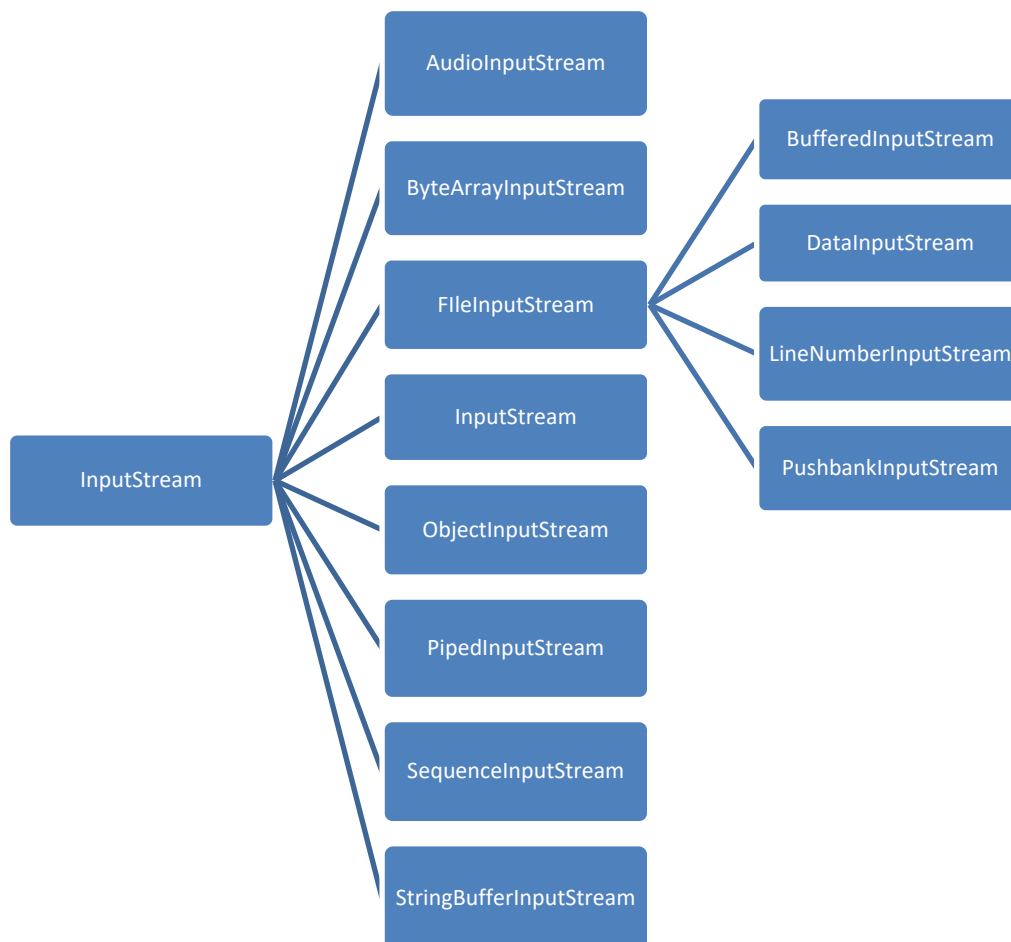 AudioInputStream
ByteArrayInputStream
FIleInputStream
InputStream
InputStream
ObjectInputStream
PipedInputStream
SequenceInputStream
StringBufferInputStream
BufferedInputStream
DataInputStream
LineNumberInputStream
PushbankInputStream